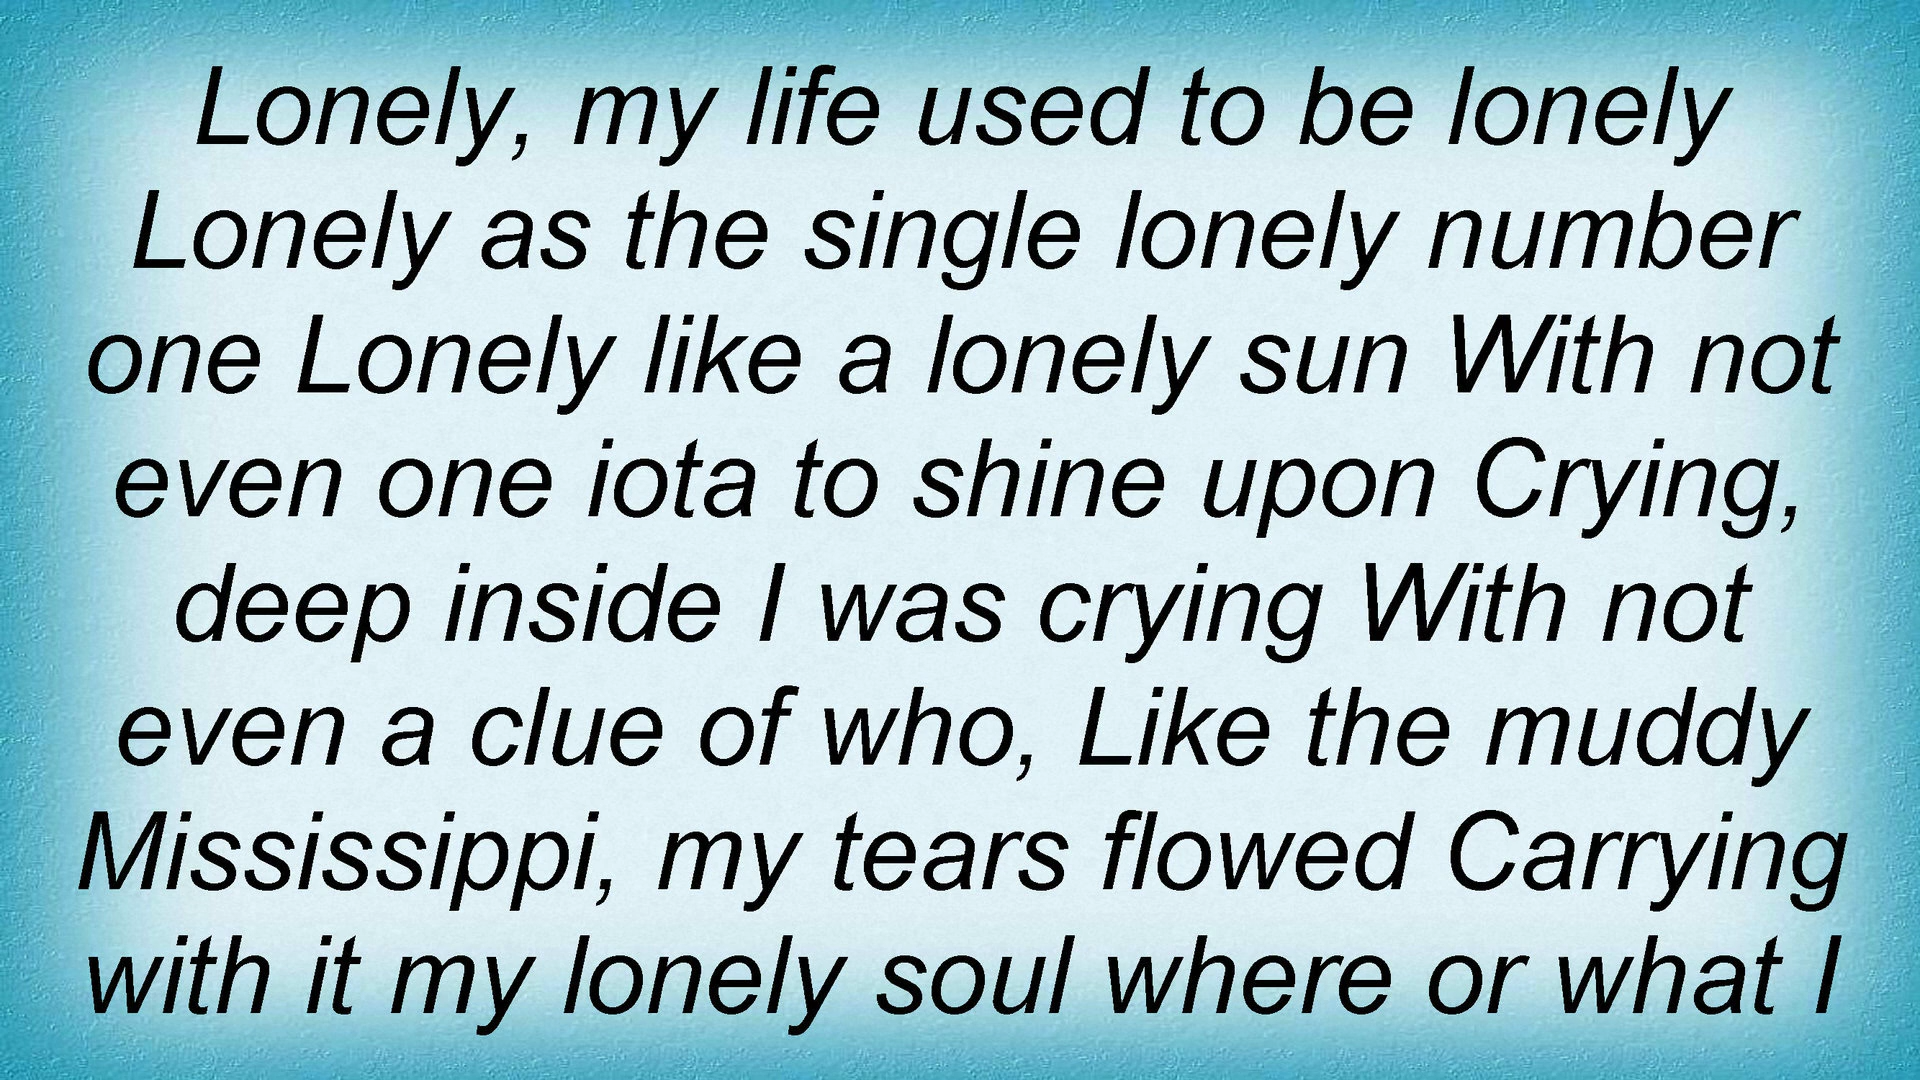 Lonely, my life used to be lonely
Lonely as the single lonely number
one Lonely like a lonely sun With not
even one iota to shine upon Crying,
deep inside I was crying With not
even a clue of who, Like the muddy
Mississippi, my tears flowed Carrying
with it my lonely soul where or what I